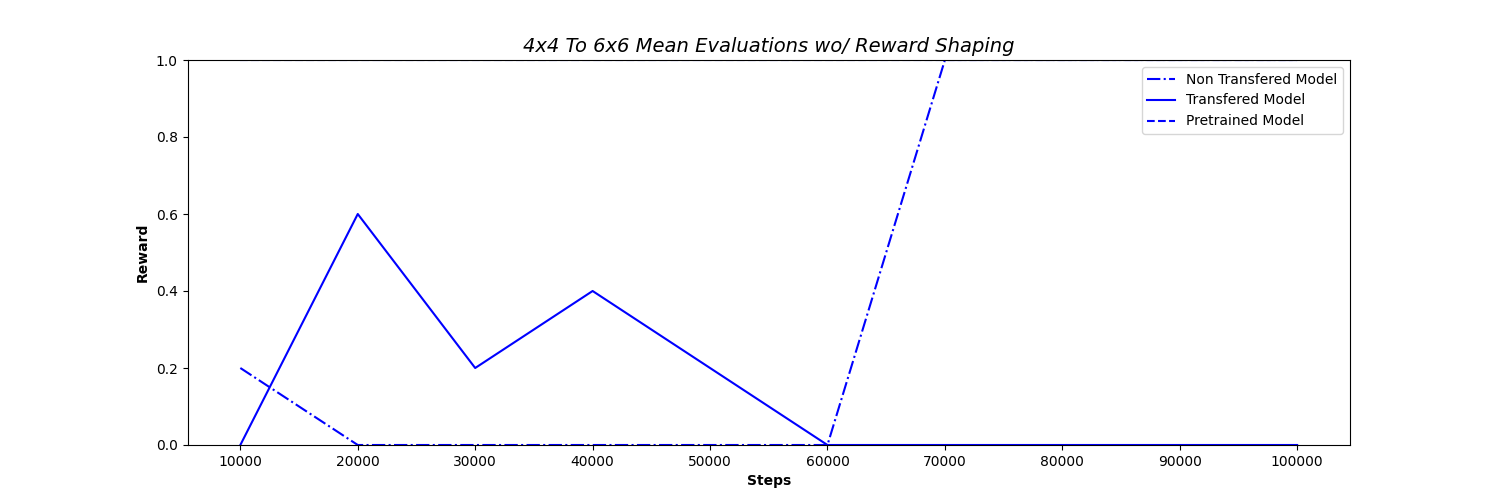 4x4 To 6x6 Mean Evaluations wo/ Reward Shaping
1.0
0.8
0.6
0.4
0.2
0.0
Reward
Non Transfered Model
Transfered Model
Pretrained Model
10000 20000 30000 40000 50000 60000 70000 80000 90000 100000
Steps